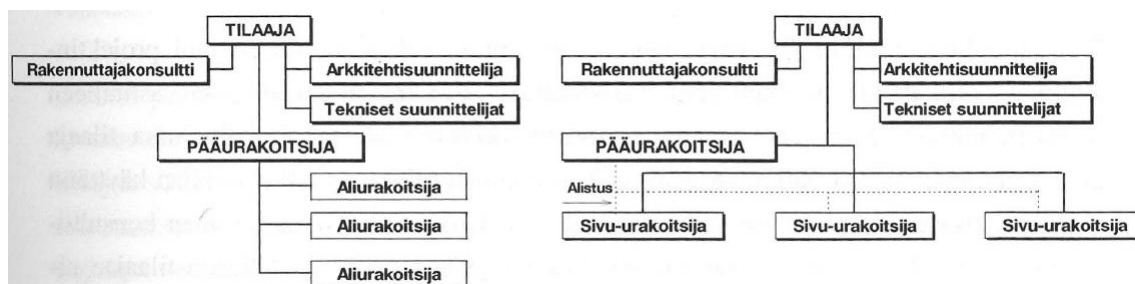 TILAAJA
Rakennuttajakonsultti
Arkkitehtisuunnittelija
Tekniset suunnittelijat
PÄÄURAKOITSIJA
Aliurakoitsija
Aliurakoitsija
Aliurakoitsija
TILAAJA
Rakennuttajakonsultti
Arkkitehtisuunnittelija
Tekniset suunnittelijat
PÄÄURAKOITSIJA
Alistus
Sivu-urakoitsija
Sivu-urakoitsija
Sivu-urakoitsija